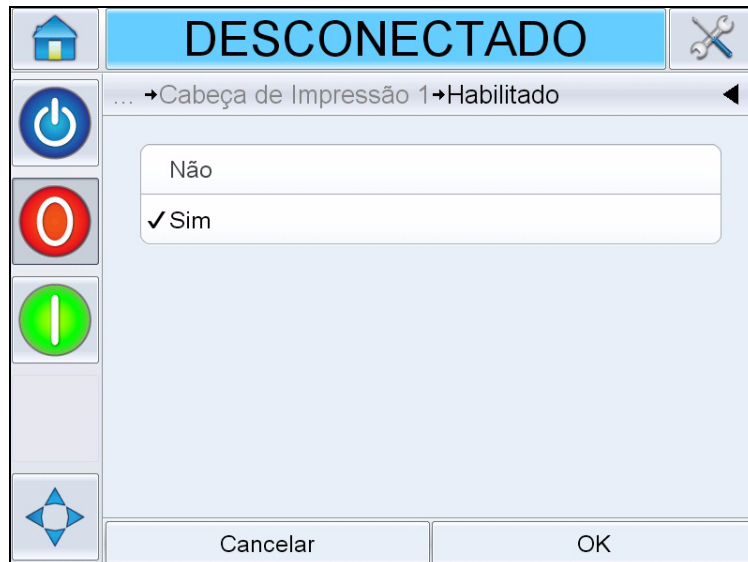 DESCONECTADO
... →Cabeça de Impressão 1→Habilitado
Não
✓Sim
Cancelar
OK